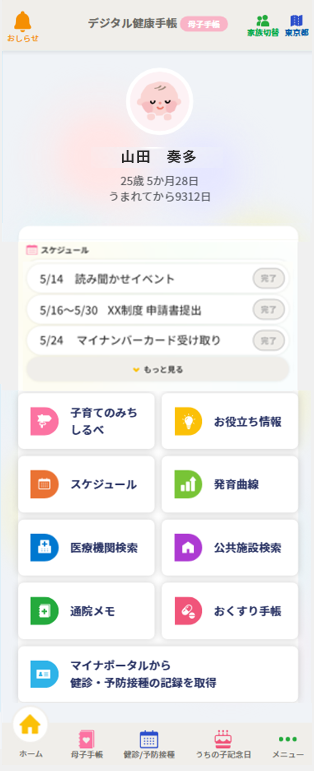 おしらせ
デジタル健康手帳 母子手帳
家族切替
東京都
山田　奏多
25歳 5か月28日
うまれてから9312日
スケジュール
5/14　読み聞かせイベント 完了
5/16〜5/30　XX制度 申請書提出 完了
5/24　マイナンバーカード受け取り 完了
もっと見る
子育てのみち
しるべ
お役立ち情報
スケジュール
発育曲線
医療機関検索
公共施設検索
通院メモ
おくすり手帳
マイナポータルから
健診・予防接種の記録を取得
ホーム
母子手帳
健診/予防接種
うちの子記念日
メニュー